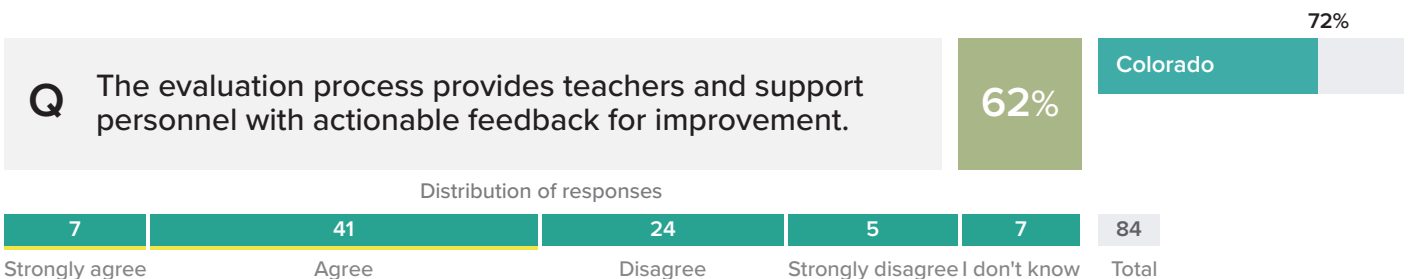 72%
Q
The evaluation process provides teachers and support
personnel with actionable feedback for improvement.
62%
Colorado
Distribution of responses
7 41 24 5 7 84
Strongly agree Agree Disagree Strongly disagree I don't know Total